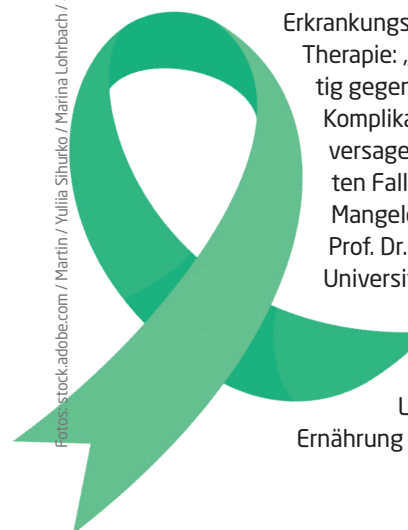 Erkrankungs
Therapie: „
tig gegen
Komplika
versage
ten Fall
Mangel
Prof. Dr.
Universi
U
Ernährung
Fotos: stock.adobe.com / Martin / Yuliia Sihurko / Marina Lohrbach /